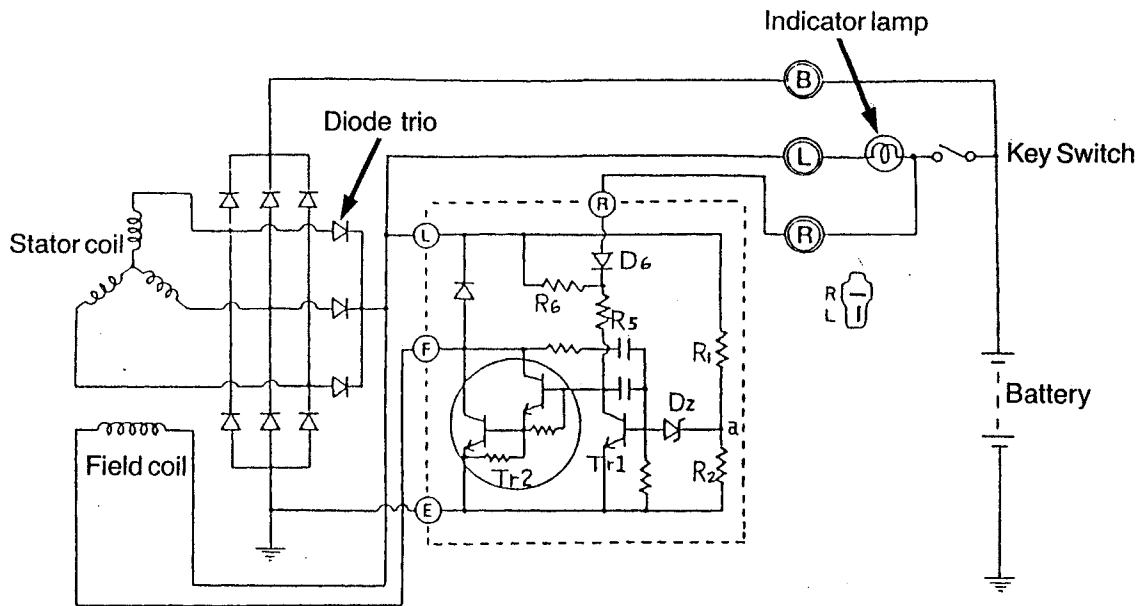 Indicator lamp
B
Diode trio
L
Key Switch
R
R
Stator coil
L
D6
R6
R5
R
L
R1
F
Dz
a
Battery
Field coil
Tr2
Tr1
R2
E